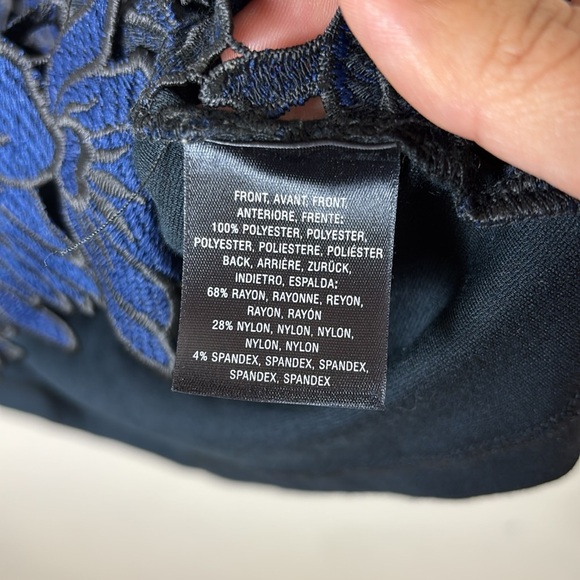 FRONT, AVANT, FRONT,
ANTERIORE, FRENTE:
100% POLYESTER, POLYESTER,
POLYESTER, POLIESTERE, POLIÉSTER
BACK, ARRIÈRE, ZURÜCK,
INDIETRO, ESPALDA:
68% RAYON, RAYONNE, REYON,
RAYON, RAYÓN
28% NYLON, NYLON, NYLON,
NYLON, NYLON
4% SPANDEX, SPANDEX, SPANDEX,
SPANDEX, SPANDEX